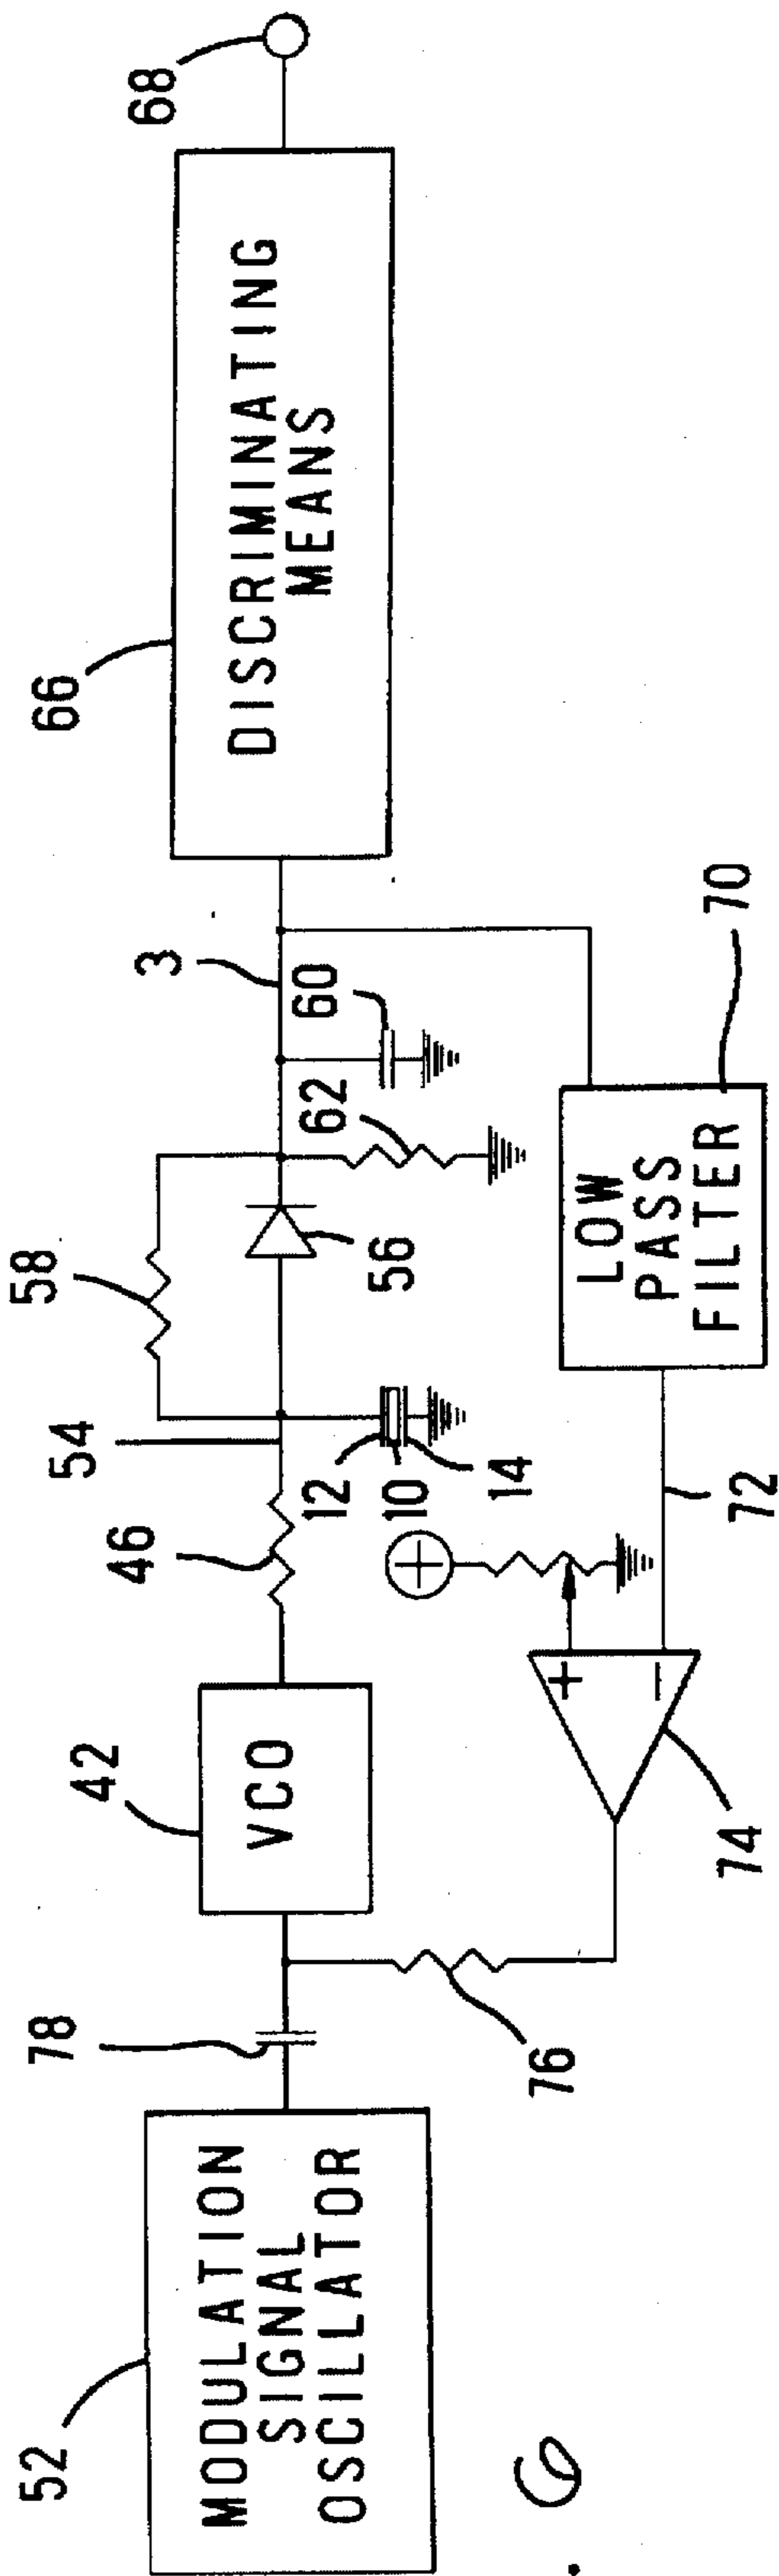 52
MODULATION
SIGNAL
OSCILLATOR
78
42
VCO
76
46
54
58
12
10
14
56
62
60
3
66
DISCRIMINATING
MEANS
68
+
+
−
74
72
LOW
PASS
FILTER
70
. 6